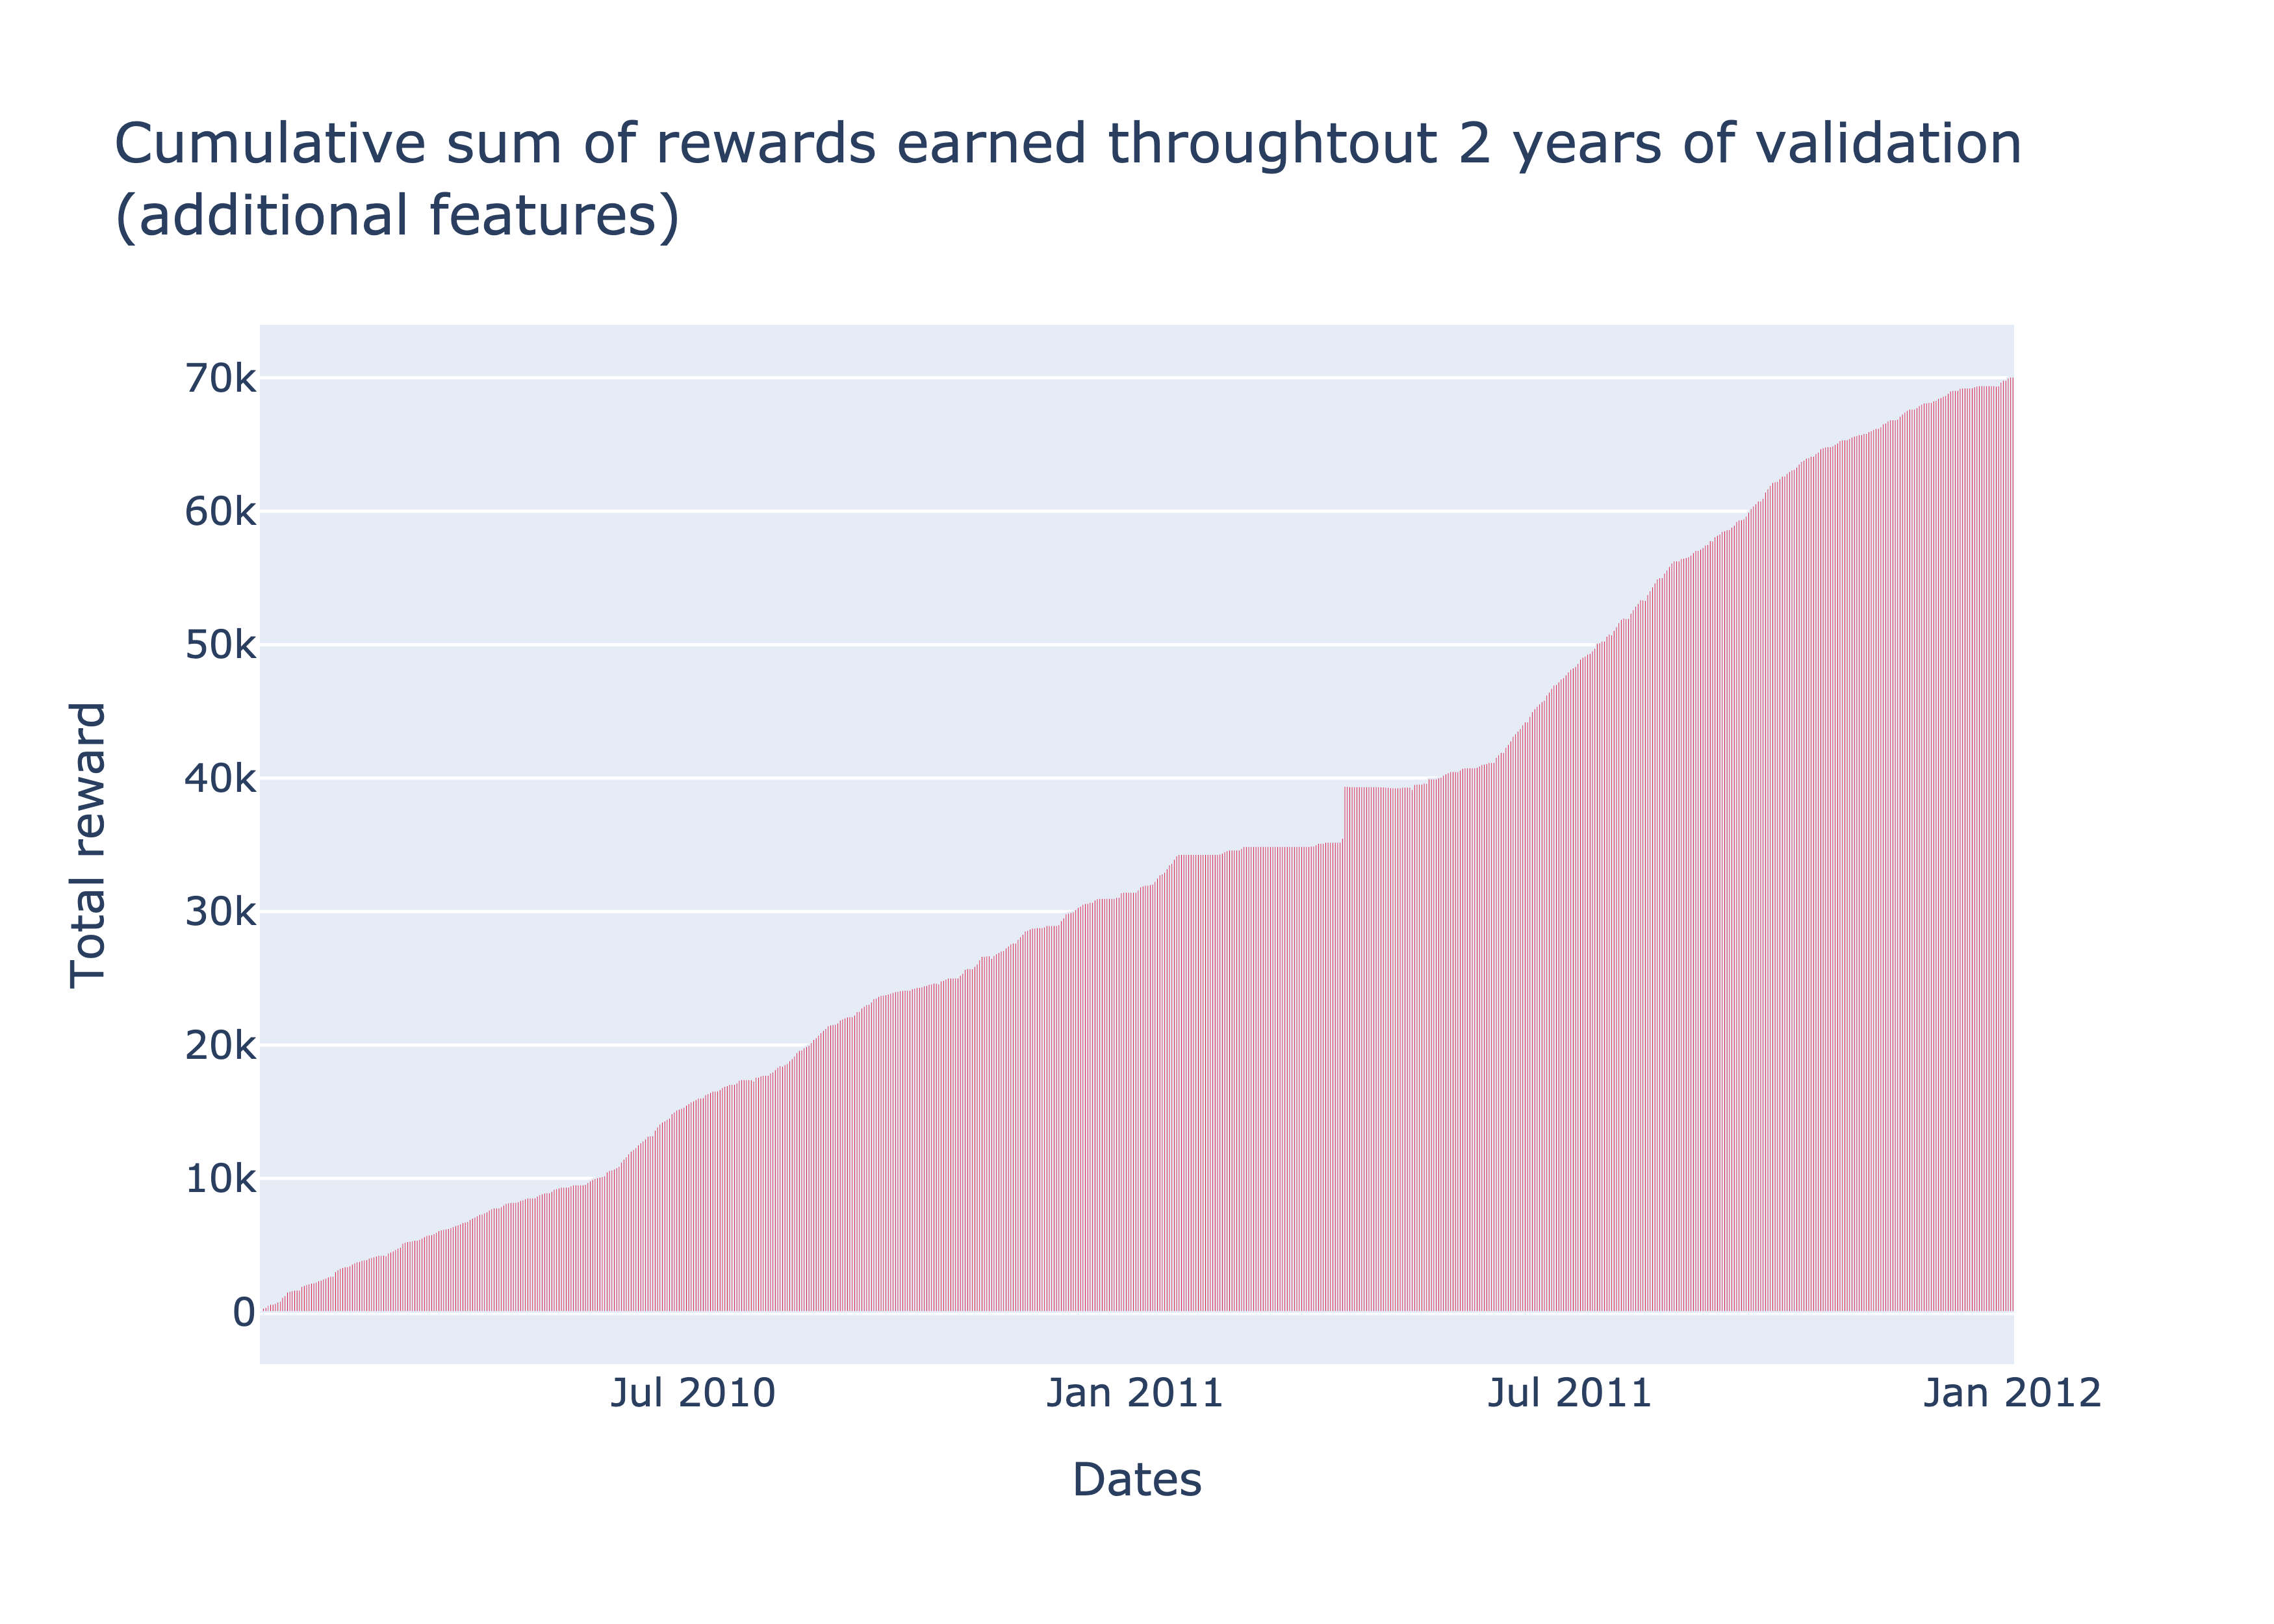 Cumulative sum of rewards earned throughtout 2 years of validation
(additional features)
70k
60k
50k
40k
30k
20k
10k
0
Total reward
Jul 2010
Jan 2011
Jul 2011
Jan 2012
Dates